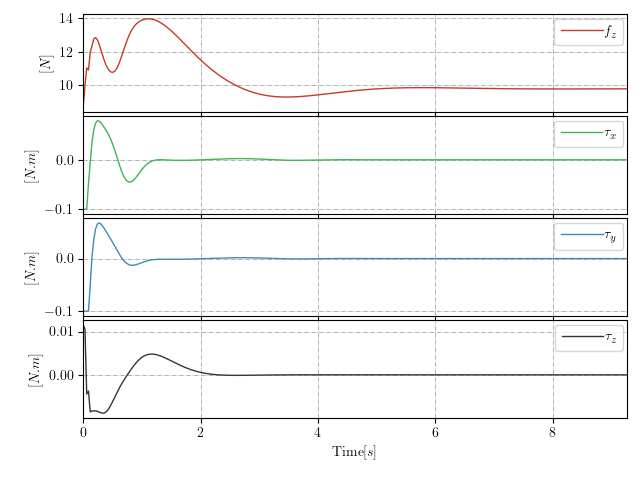 14
12
10
[N]
f_z
0.0
−0.1
[N.m]
τ_x
0.0
−0.1
[N.m]
τ_y
0.01
0.00
[N.m]
τ_z
0 2 4 6 8
Time[s]